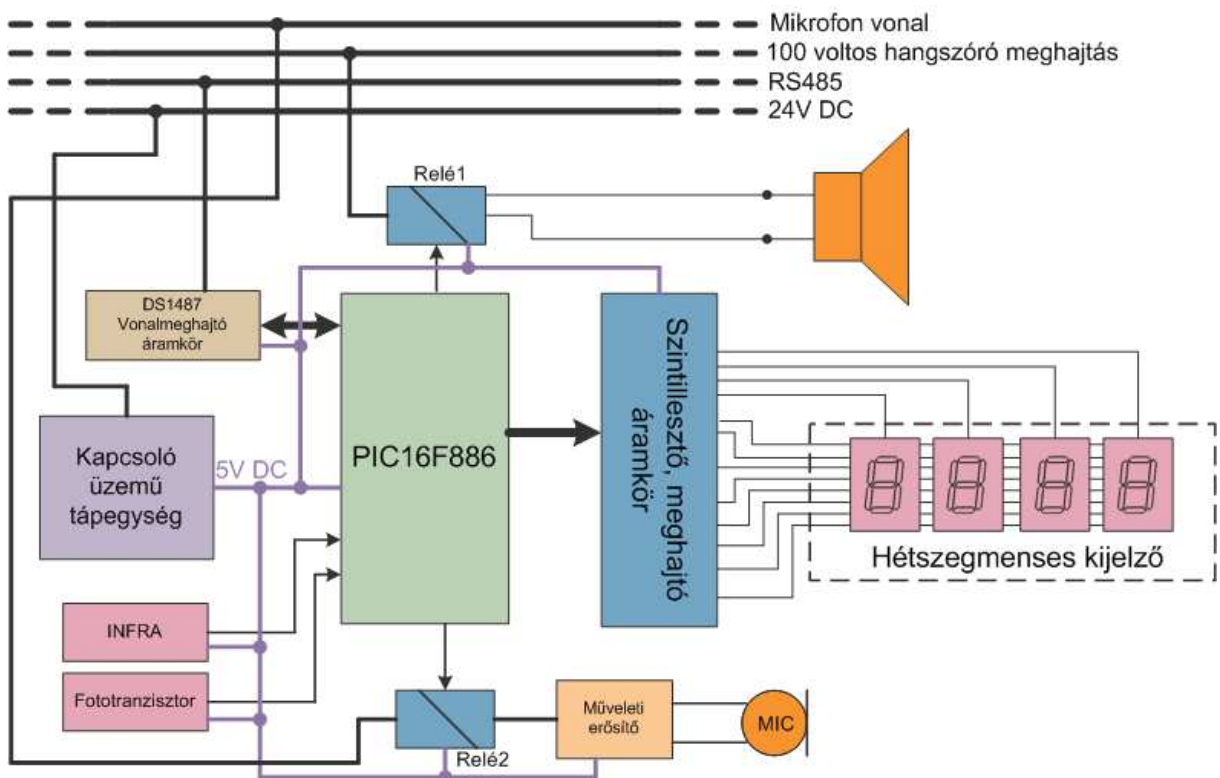 Mikrofon vonal
100 voltos hangszóró meghajtás
RS485
24V DC
Relé1
DS1487
Vonalmeghajtó
áramkör
Szintillesztő, meghajtó
áramkör
PIC16F886
Kapcsoló
üzemű
tápegység
5V DC
Hétszegmenses kijelző
INFRA
Fototranzisztor
Relé2
Műveleti
erősítő
MIC